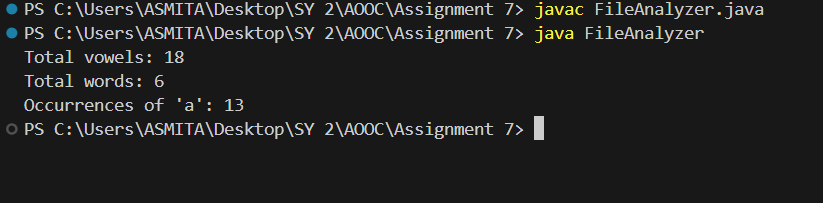 PS C:\Users\ASMITA\Desktop\SY 2\AOOC\Assignment 7> javac FileAnalyzer.java
PS C:\Users\ASMITA\Desktop\SY 2\AOOC\Assignment 7> java FileAnalyzer
Total vowels: 18
Total words: 6
Occurrences of 'a': 13
PS C:\Users\ASMITA\Desktop\SY 2\AOOC\Assignment 7>